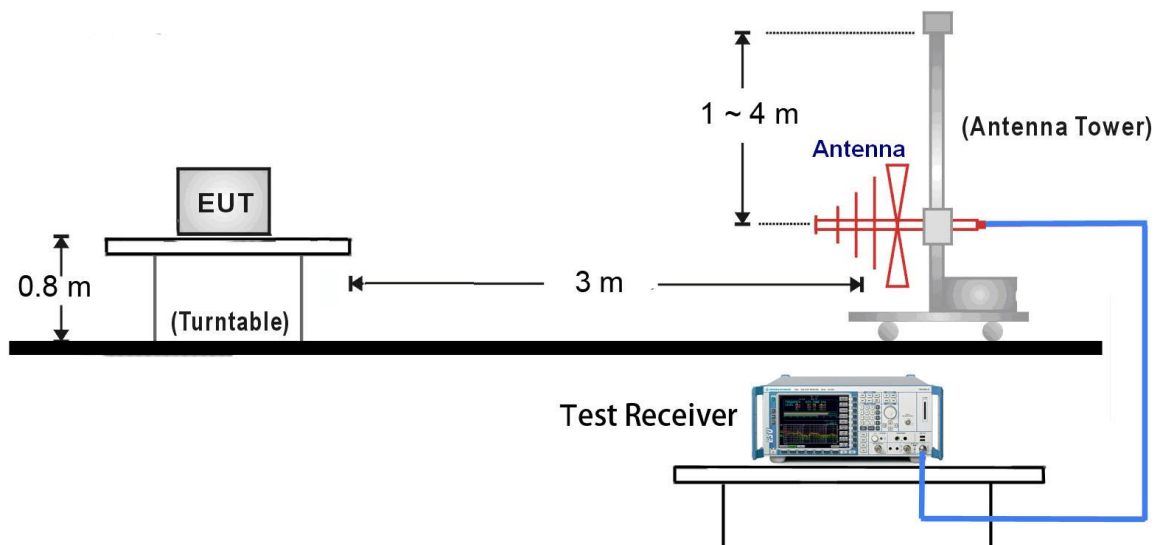 1 ~ 4 m
(Antenna Tower)
Antenna
EUT
0.8 m
3 m
(Turntable)
Test Receiver